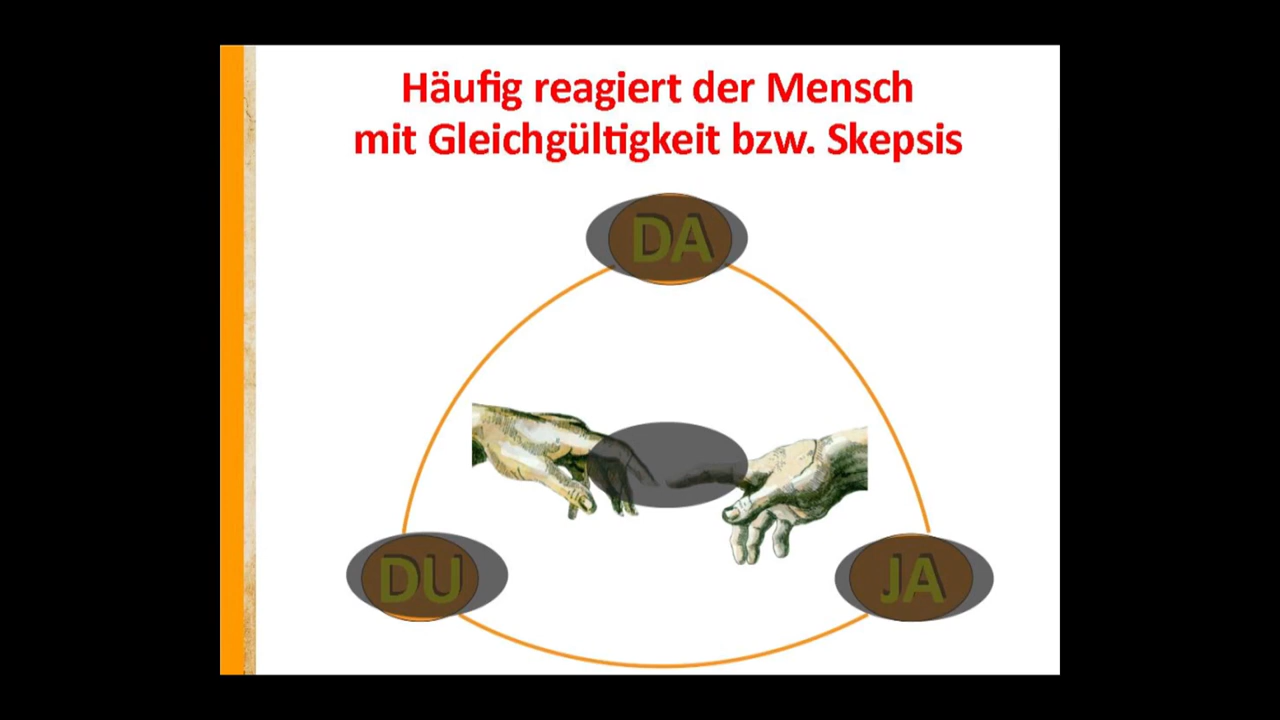 Häufig reagiert der Mensch
mit Gleichgültigkeit bzw. Skepsis
DA
DU
JA